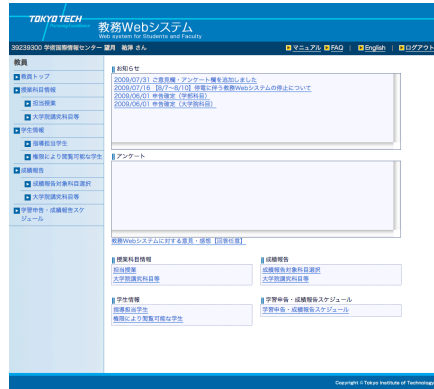 TOKYO TECH
Pursuing Excellence
教務Webシステム
Web system for Students and Faculty
39239300 学術国際情報センター 望月 祐洋 さん
マニュアル FAQ | English | ログアウト
教員
教員トップ
授業科目情報
担当授業
大学院講究科目等
学生情報
指導担当学生
権限により閲覧可能な学生
成績報告
成績報告対象科目選択
大学院講究科目等
学習申告・成績報告スケ
ジュール
お知らせ
2009/07/31 ご意見欄・アンケート欄を追加しました
2009/07/16 【8/7～8/10】停電に伴う教務Webシステムの停止について
2009/06/01 申告確定（学部科目）
2009/06/01 申告確定（大学院科目）
アンケート
教務Webシステムに対する意見・感想【回答任意】
授業科目情報
担当授業
大学院講究科目等
成績報告
成績報告対象科目選択
大学院講究科目等
学生情報
指導担当学生
権限により閲覧可能な学生
学習申告・成績報告スケジュール
学習申告・成績報告スケジュール
Copyright © Tokyo Institute of Technology